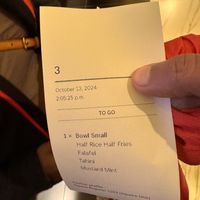 3
October 13, 2024
2:05:25 p.m.
TO GO
1 × Bowl Small
Half Rice Half Fries
Falafel
Tahini
Mustard Mint